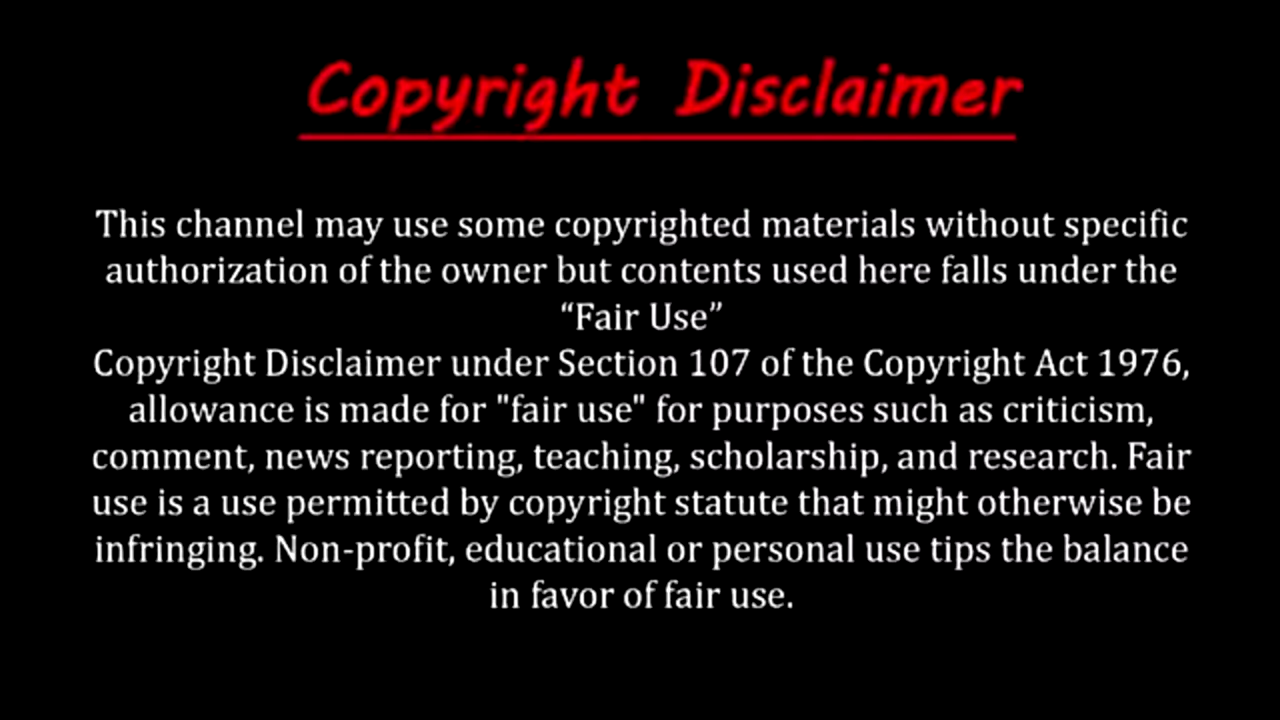 Copyright Disclaimer
This channel may use some copyrighted materials without specific
authorization of the owner but contents used here falls under the
“Fair Use”
Copyright Disclaimer under Section 107 of the Copyright Act 1976,
allowance is made for "fair use" for purposes such as criticism,
comment, news reporting, teaching, scholarship, and research. Fair
use is a use permitted by copyright statute that might otherwise be
infringing. Non-profit, educational or personal use tips the balance
in favor of fair use.